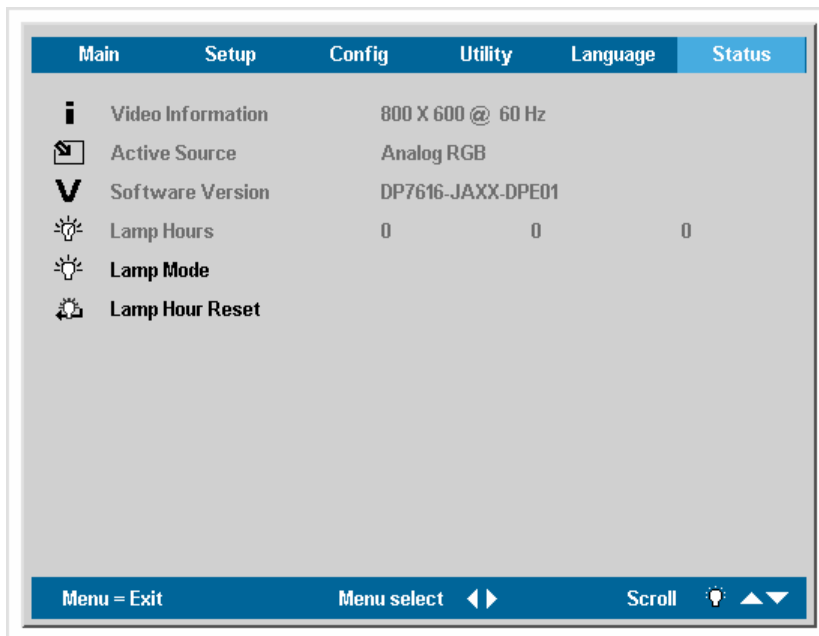 Main Setup Config Utility Language Status
Video Information 800 X 600 @ 60 Hz
Active Source Analog RGB
V Software Version DP7616-JAXX-DPE01
Lamp Hours 0 0 0
Lamp Mode
Lamp Hour Reset
Menu = Exit Menu select Scroll